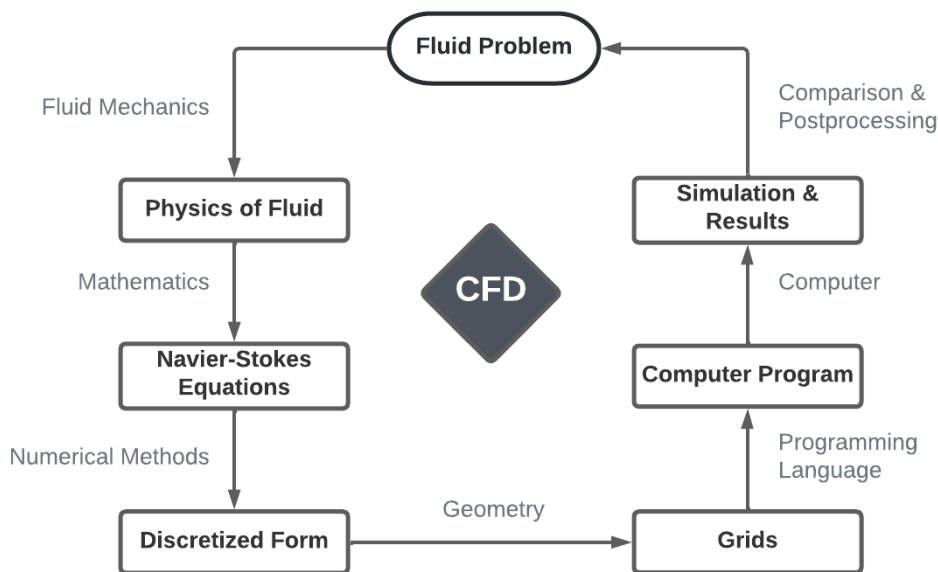 Fluid Problem
Fluid Mechanics
Comparison &
Postprocessing
Physics of Fluid
Simulation &
Results
Mathematics
CFD
Computer
Navier-Stokes
Equations
Computer Program
Numerical Methods
Programming
Language
Geometry
Discretized Form
Grids